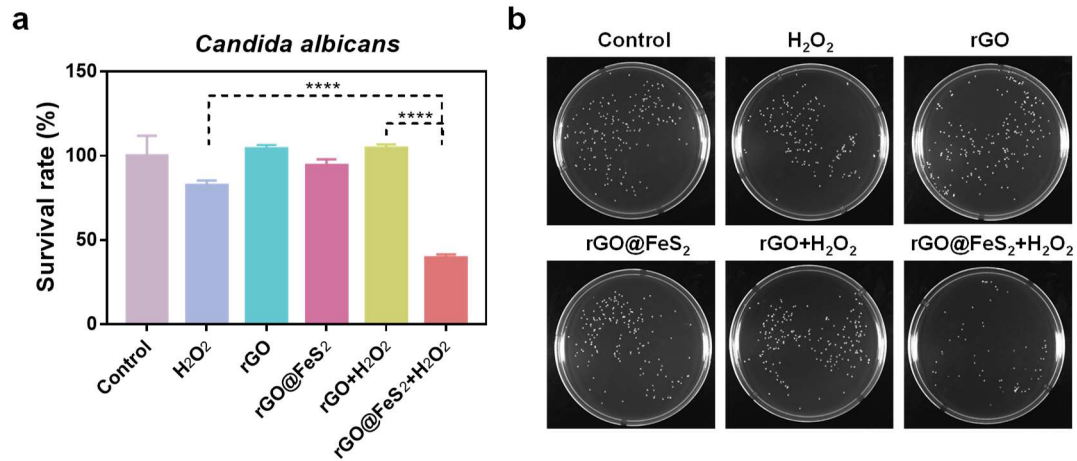 a
Candida albicans
Survival rate (%)
150
100
50
0
****
****
Control
H₂O₂
rGO
rGO@FeS₂
rGO+H₂O₂
rGO@FeS₂+H₂O₂
b
Control
H₂O₂
rGO
rGO@FeS₂
rGO+H₂O₂
rGO@FeS₂+H₂O₂